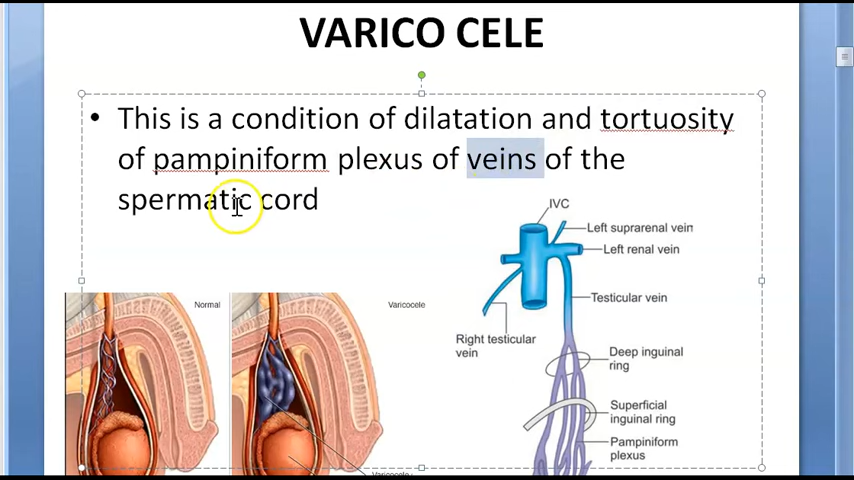 VARICO CELE
• This is a condition of dilatation and tortuosity
of pampiniform plexus of veins of the
spermatic cord
IVC
Left suprarenal vein
Left renal vein
Testicular vein
Right testicular
vein
Deep inguinal
ring
Superficial
inguinal ring
Pampiniform
plexus
Normal
Varicocele
Varicocele